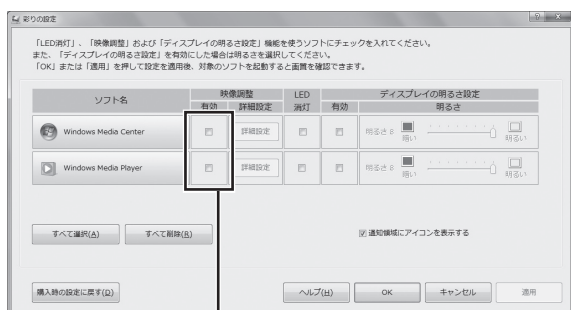 彩りの設定
「LED消灯」、「映像調整」および「ディスプレイの明るさ設定」機能を使うソフトにチェックを入れてください。
また、「ディスプレイの明るさ設定」を有効にした場合は明るさを選択してください。
「OK」または「適用」を押して設定を適用後、対象のソフトを起動すると画質を確認できます。
ソフト名 映像調整 LED ディスプレイの明るさ設定
有効 詳細設定 消灯 有効 明るさ
Windows Media Center 詳細設定 明るさ 8 暗い 明るい
Windows Media Player 詳細設定 明るさ 8 暗い 明るい
すべて選択(A) すべて削除(R) 通知領域にアイコンを表示する
購入時の設定に戻す(D) ヘルプ(H) OK キャンセル 適用